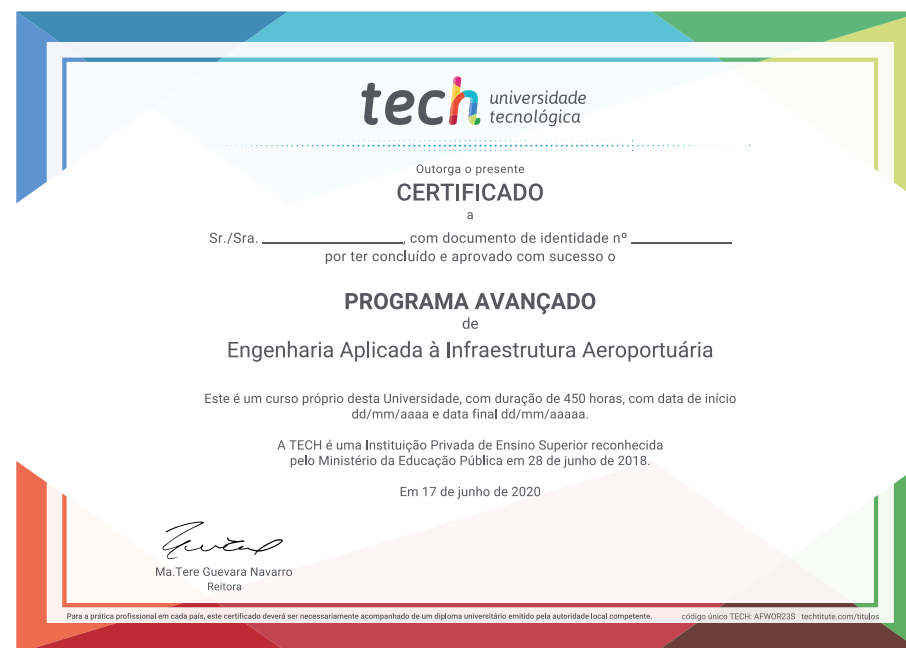 tech universidade
tecnológica
Outorga o presente
CERTIFICADO
a
Sr./Sra. ________________, com documento de identidade nº ____________
por ter concluído e aprovado com sucesso o
PROGRAMA AVANÇADO
de
Engenharia Aplicada à Infraestrutura Aeroportuária
Este é um curso próprio desta Universidade, com duração de 450 horas, com data de início
dd/mm/aaaa e data final dd/mm/aaaaa.
A TECH é uma Instituição Privada de Ensino Superior reconhecida
pelo Ministério da Educação Pública em 28 de junho de 2018.
Em 17 de junho de 2020
Ma.Tere Guevara Navarro
Reitora
Para a prática profissional em cada país, este certificado deverá ser necessariamente acompanhado de um diploma universitário emitido pela autoridade local competente. código único TECH: AFWOR23S techtitute.com/titulos